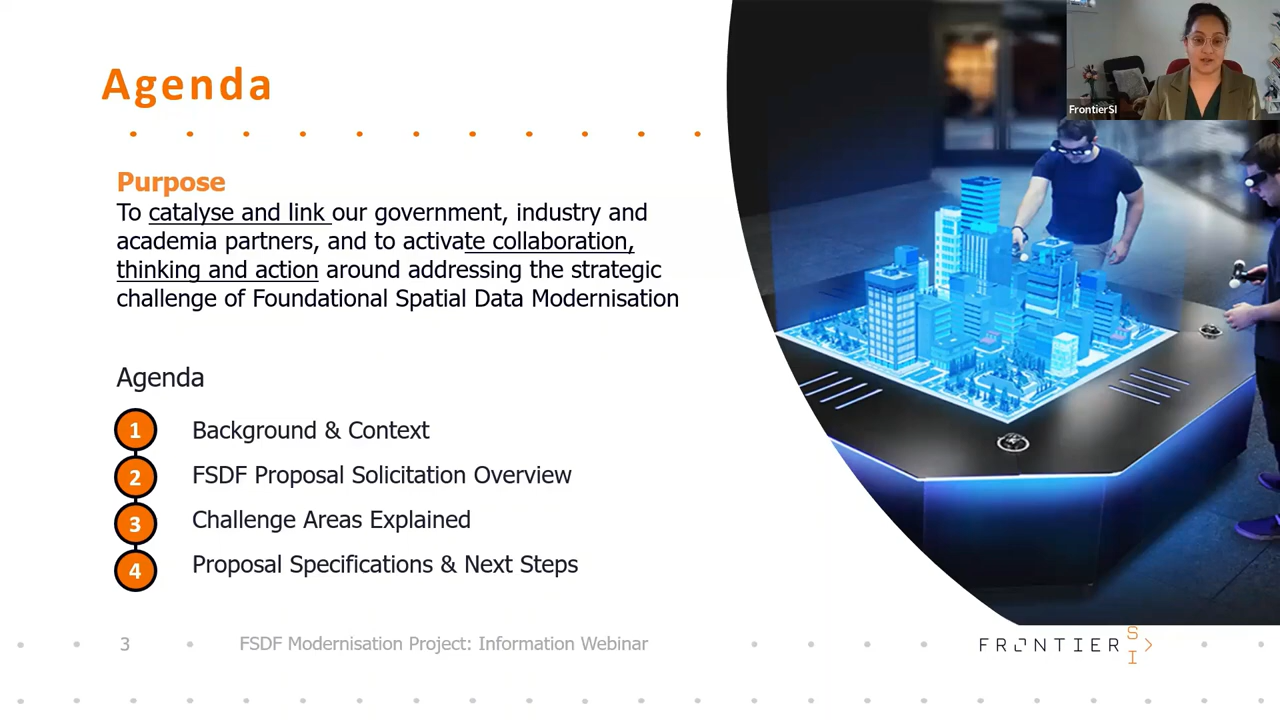 Agenda
FrontierSI
Purpose
To catalyse and link our government, industry and
academia partners, and to activate collaboration,
thinking and action around addressing the strategic
challenge of Foundational Spatial Data Modernisation
Agenda
1 Background & Context
2 FSDF Proposal Solicitation Overview
3 Challenge Areas Explained
4 Proposal Specifications & Next Steps
3 FSDF Modernisation Project: Information Webinar
FRONTIER SI